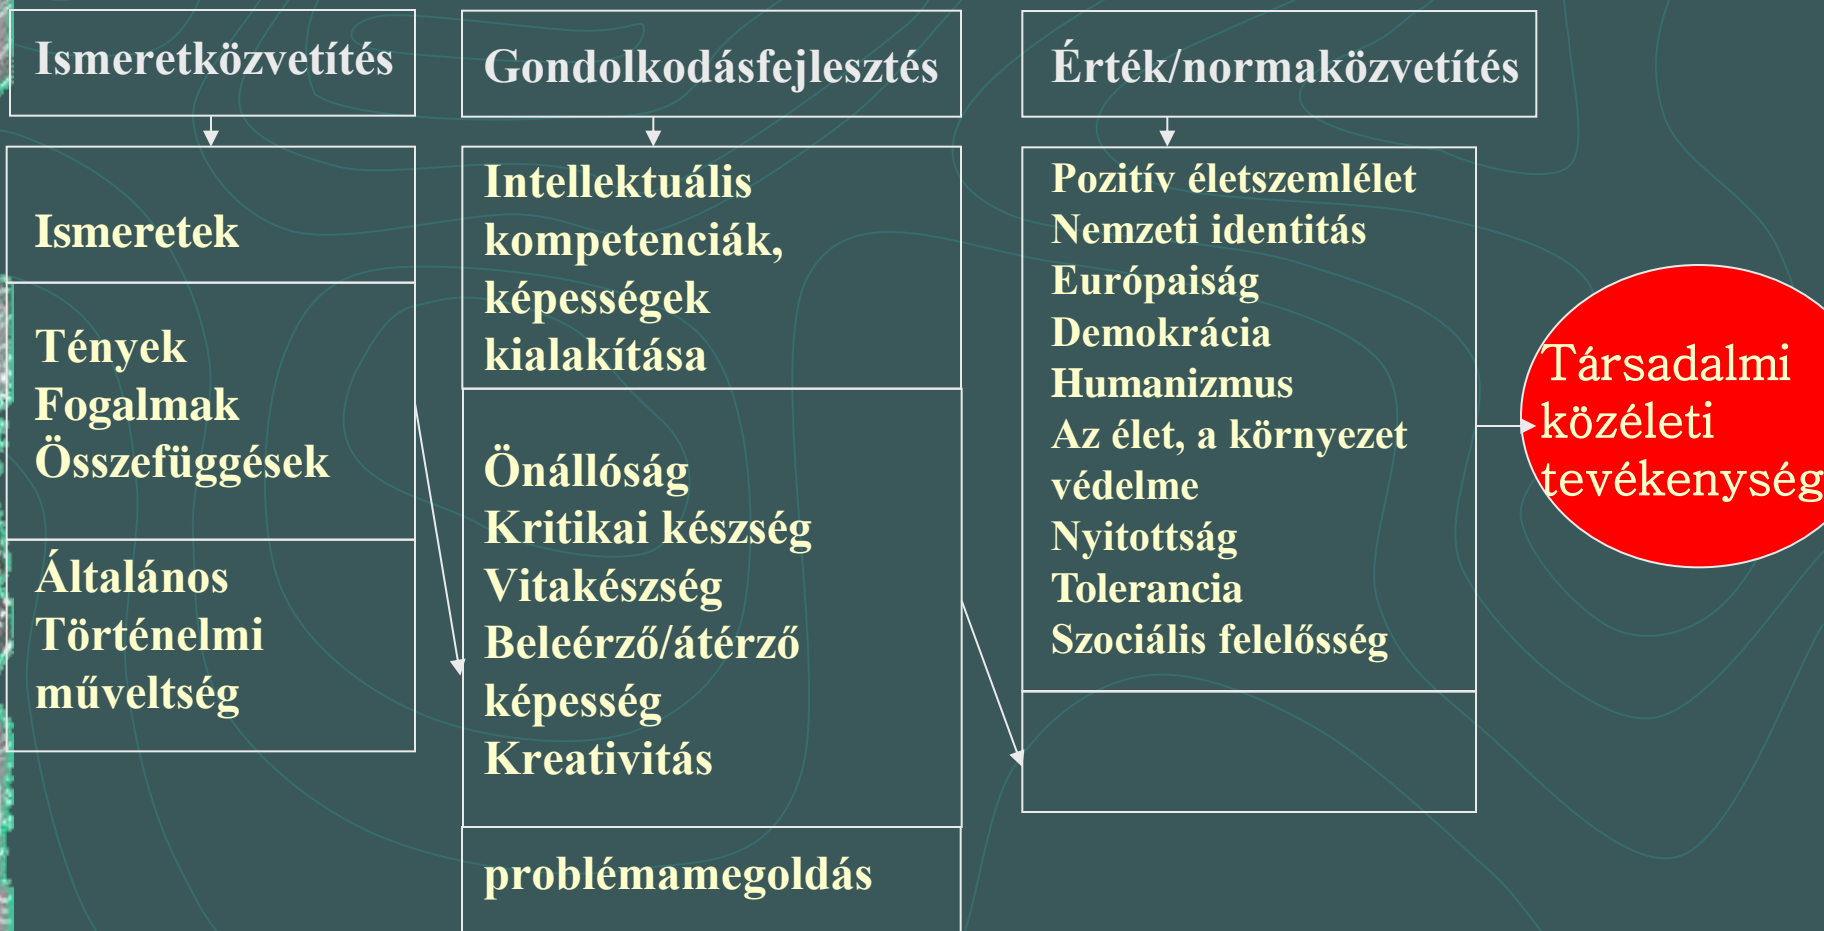 Ismeretközvetítés
Ismeretek
Tények
Fogalmak
Összefüggések
Általános
Történelmi
műveltség
Gondolkodásfejlesztés
Intellektuális
kompetenciák,
képességek
kialakítása
Önállóság
Kritikai készség
Vitakészség
Beleérző/átérző
képesség
Kreativitás
problémamegoldás
Érték/normaközvetítés
Pozitív életszemlélet
Nemzeti identitás
Európaiság
Demokrácia
Humanizmus
Az élet, a környezet
védelme
Nyitottság
Tolerancia
Szociális felelősség
Társadalmi
közéleti
tevékenység